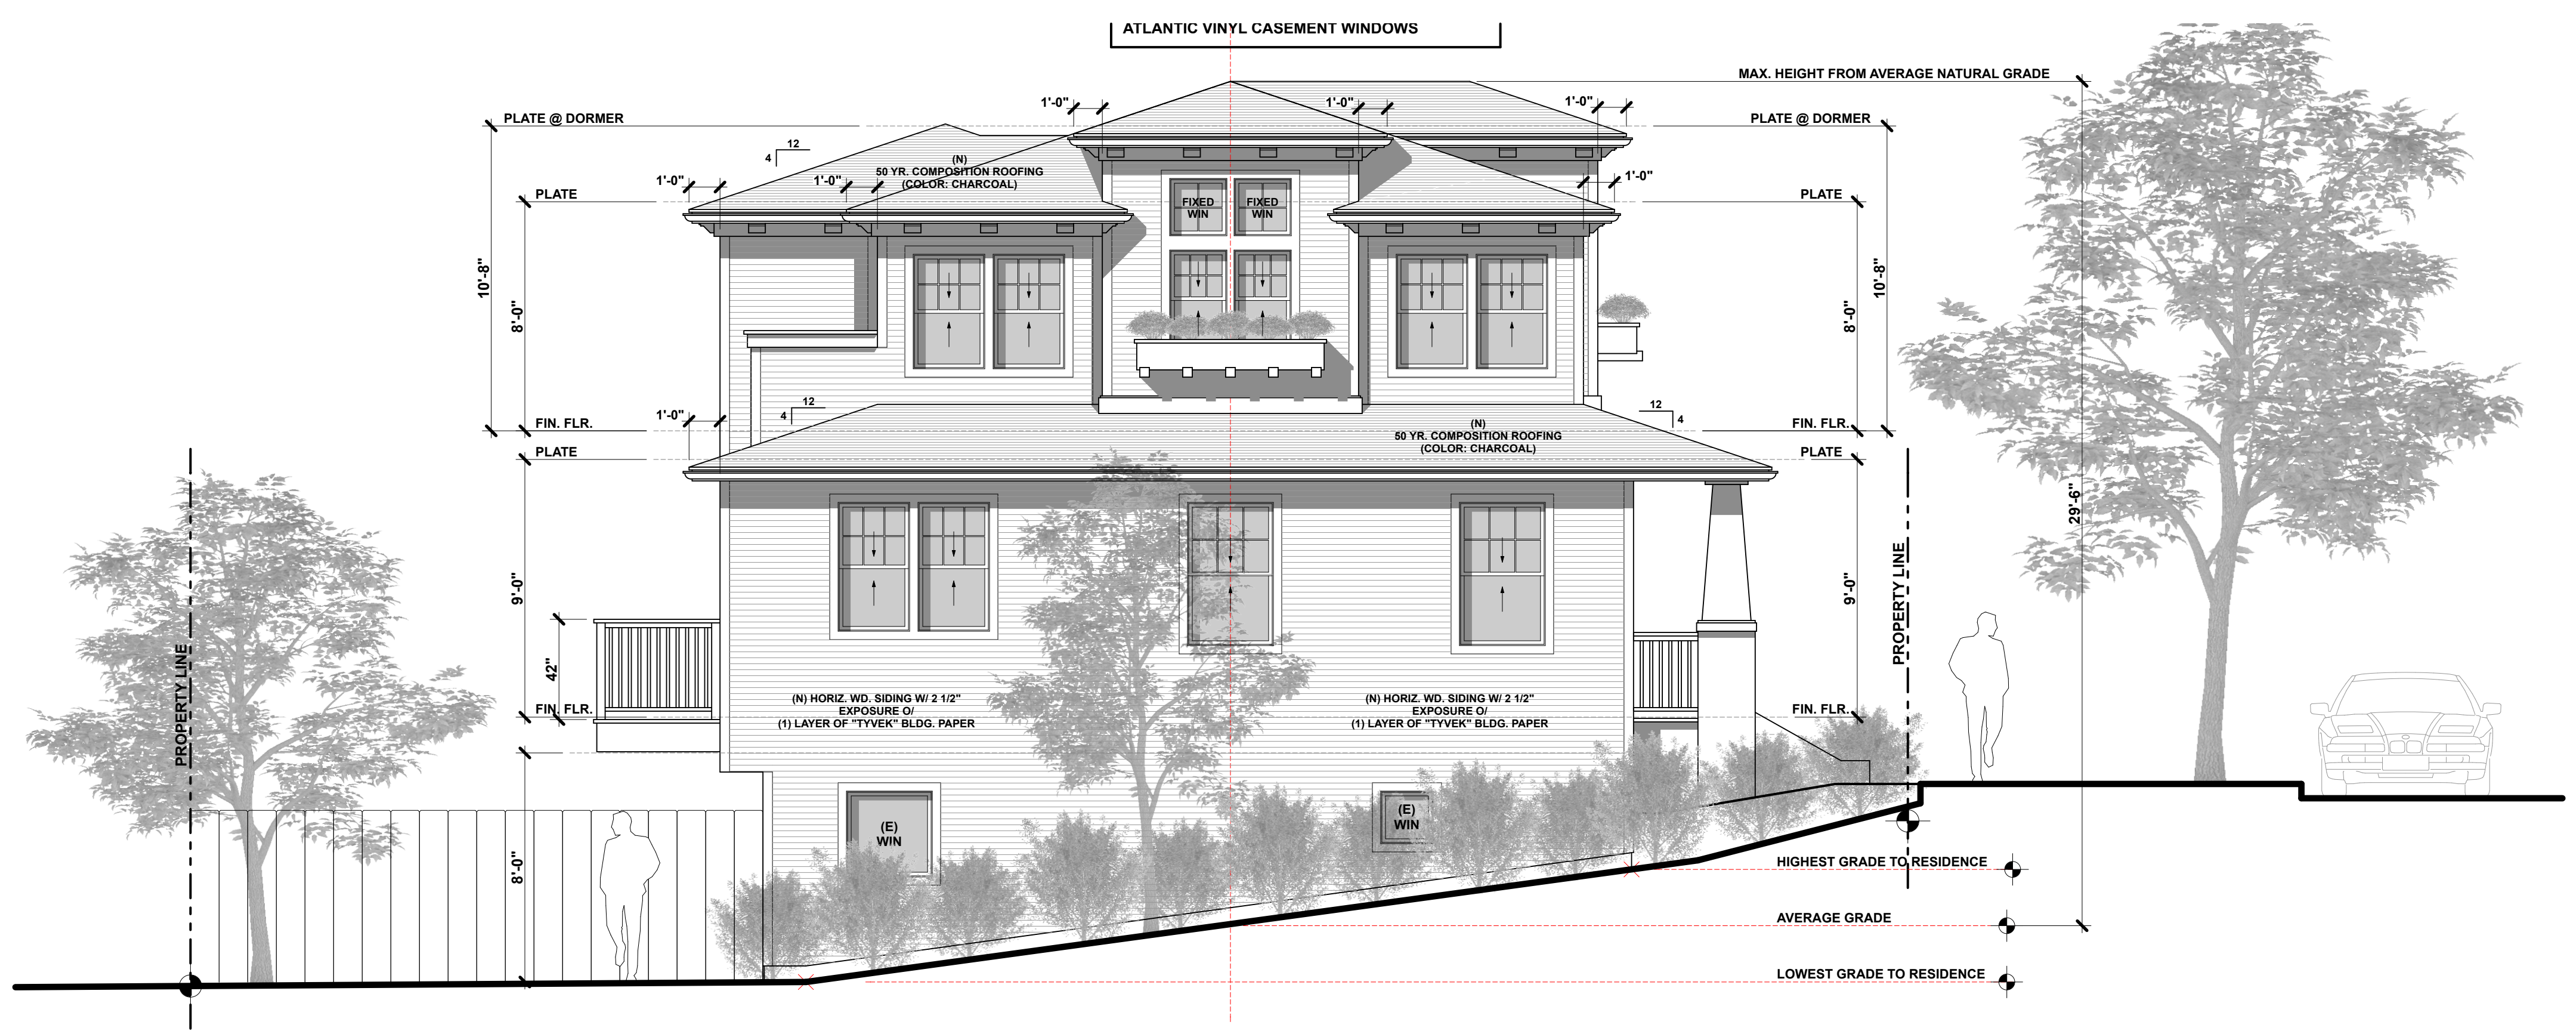 ATLANTIC VINYL CASEMENT WINDOWS
MAX. HEIGHT FROM AVERAGE NATURAL GRADE
1'-0"
1'-0"
1'-0"
PLATE @ DORMER
PLATE @ DORMER
12
4
(N)
50 YR. COMPOSITION ROOFING
(COLOR: CHARCOAL)
1'-0"
1'-0"
1'-0"
PLATE
PLATE
FIXED
WIN
FIXED
WIN
10'-8"
8'-0"
8'-0"
10'-8"
12
4
12
4
1'-0"
FIN. FLR.
FIN. FLR.
(N)
50 YR. COMPOSITION ROOFING
(COLOR: CHARCOAL)
PLATE
PLATE
29'-6"
9'-0"
9'-0"
PROPERTY LINE
PROPERTY LINE
42"
FIN. FLR.
FIN. FLR.
(N) HORIZ. WD. SIDING W/ 2 1/2"
EXPOSURE O/
(1) LAYER OF "TYVEK" BLDG. PAPER
(N) HORIZ. WD. SIDING W/ 2 1/2"
EXPOSURE O/
(1) LAYER OF "TYVEK" BLDG. PAPER
(E)
WIN
(E)
WIN
8'-0"
HIGHEST GRADE TO RESIDENCE
AVERAGE GRADE
LOWEST GRADE TO RESIDENCE